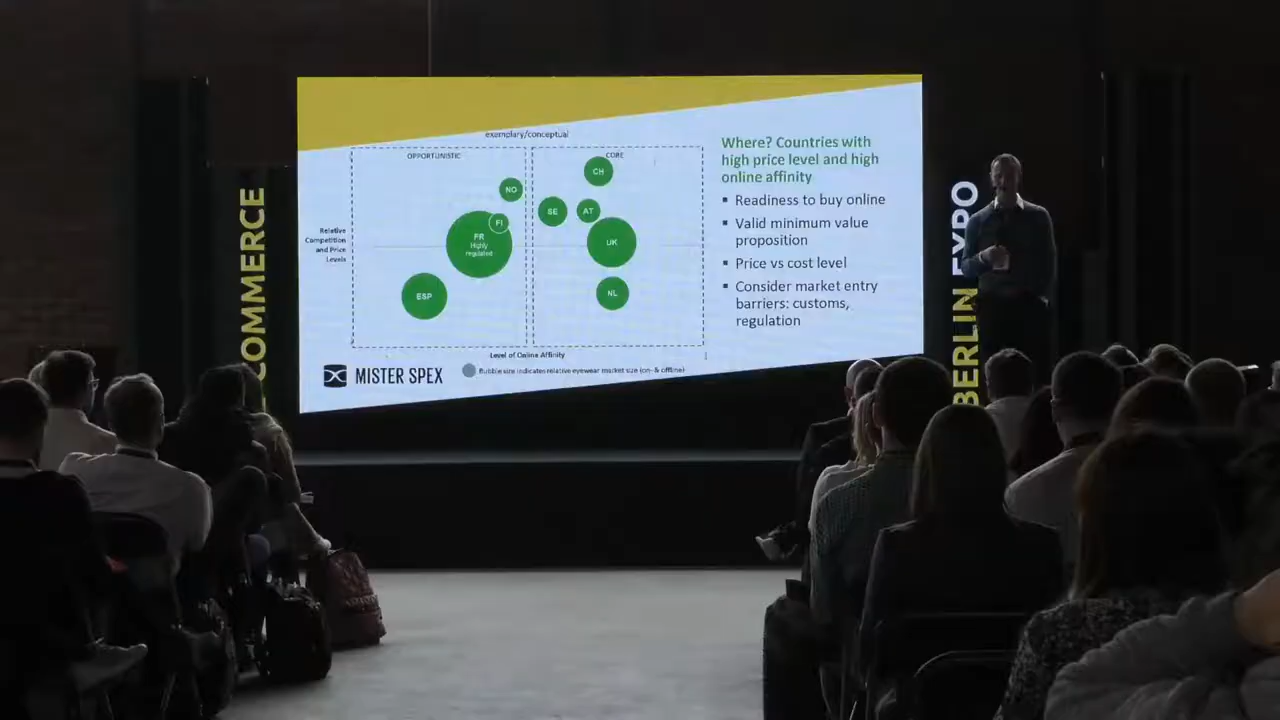 exemplary/conceptual
OPPORTUNISTIC
CORE
CH
NO
SE
AT
FI
FR
Highly
regulated
UK
ESP
NL
Relative
Competition
and Price
Levels
Level of Online Affinity
Bubble size indicates relative eyewear market size (on- & offline)
MISTER SPEX
Where? Countries with
high price level and high
online affinity
▪ Readiness to buy online
▪ Valid minimum value
proposition
▪ Price vs cost level
▪ Consider market entry
barriers: customs,
regulation
COMMERCE
BERLIN EXPO